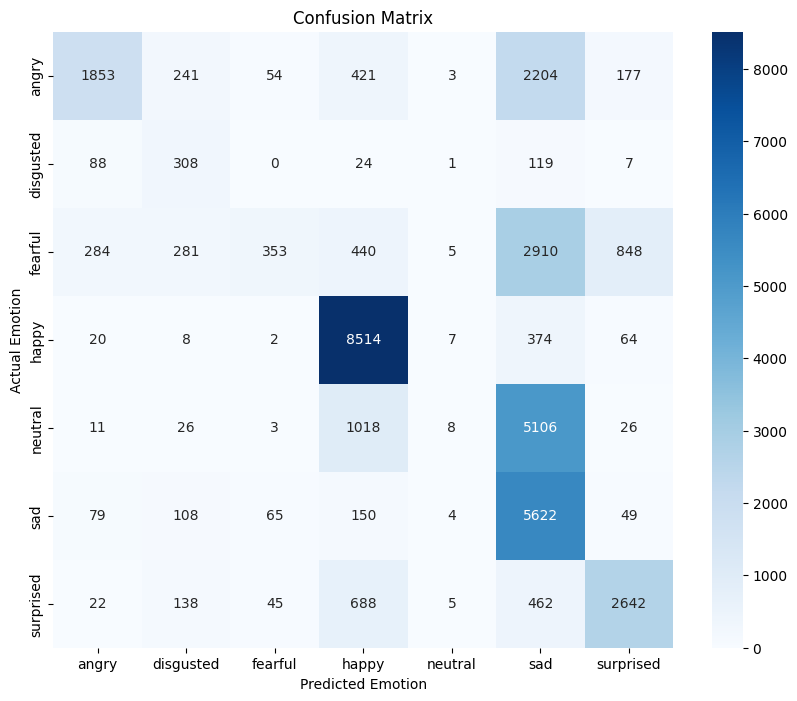 Confusion Matrix
Actual Emotion
angry 1853 241 54 421 3 2204 177
disgusted 88 308 0 24 1 119 7
fearful 284 281 353 440 5 2910 848
happy 20 8 2 8514 7 374 64
neutral 11 26 3 1018 8 5106 26
sad 79 108 65 150 4 5622 49
surprised 22 138 45 688 5 462 2642
angry disgusted fearful happy neutral sad surprised
Predicted Emotion
8000
7000
6000
5000
4000
3000
2000
1000
0